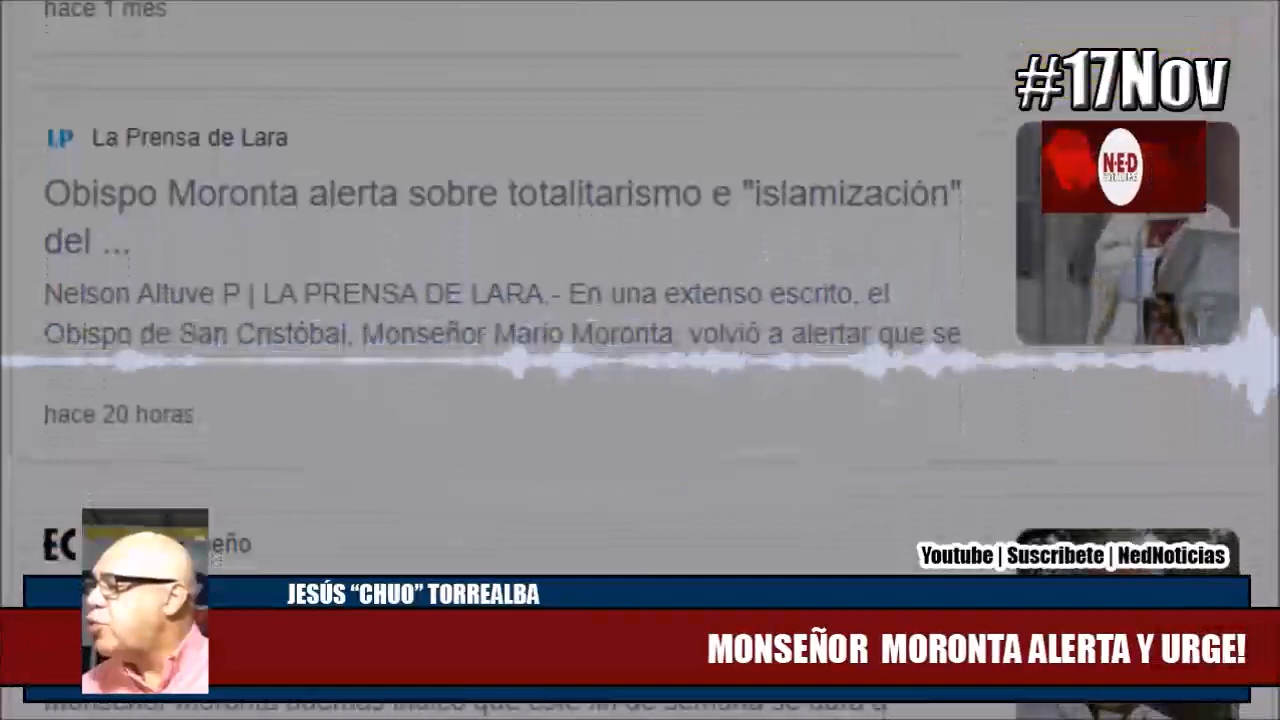 hace 1 mes
#17Nov
LP La Prensa de Lara
N·E·D
Obispo Moronta alerta sobre totalitarismo e "islamización"
del ...
Nelson Altuve P | LA PRENSA DE LARA.- En una extenso escrito, el
Obispo de San Cristóbal, Monseñor Mario Moronta, volvió a alertar que se
hace 20 horas
EC eño
Youtube | Suscribete | NedNoticias
JESÚS “CHUO” TORREALBA
MONSEÑOR MORONTA ALERTA Y URGE!